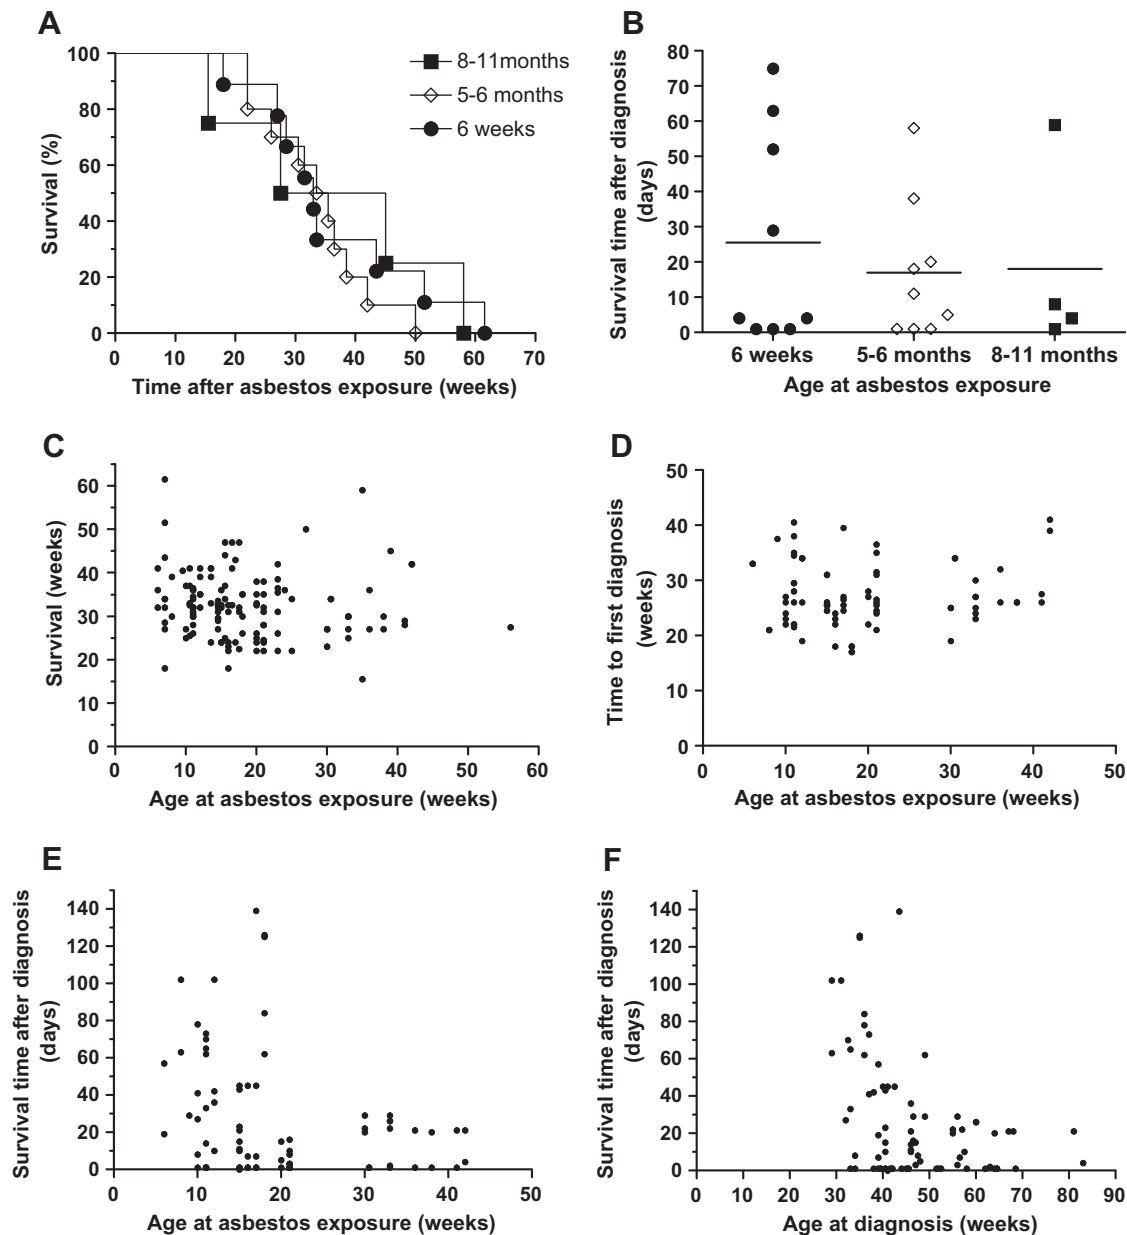 A
100
80
60
40
20
0
Survival (%)
0 10 20 30 40 50 60 70
Time after asbestos exposure (weeks)
8-11months
5-6 months
6 weeks
B
80
70
60
50
40
30
20
10
0
Survival time after diagnosis
(days)
6 weeks 5-6 months 8-11 months
Age at asbestos exposure
C
60
50
40
30
20
10
0
Survival (weeks)
0 10 20 30 40 50 60
Age at asbestos exposure (weeks)
D
50
40
30
20
10
0
Time to first diagnosis
(weeks)
0 10 20 30 40 50
Age at asbestos exposure (weeks)
E
140
120
100
80
60
40
20
0
Survival time after diagnosis
(days)
0 10 20 30 40 50
Age at asbestos exposure (weeks)
F
140
120
100
80
60
40
20
0
Survival time after diagnosis
(days)
0 10 20 30 40 50 60 70 80 90
Age at diagnosis (weeks)